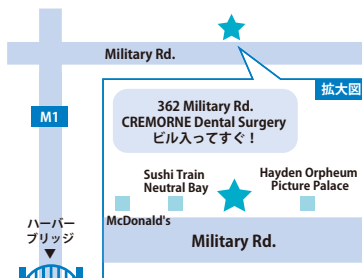 Military Rd.
拡大図
M1
362 Military Rd.
CREMORNE Dental Surgery
ビル入ってすぐ！
Sushi Train
Neutral Bay
Hayden Orpheum
Picture Palace
McDonald's
ハーバー
ブリッジ
▼
Military Rd.